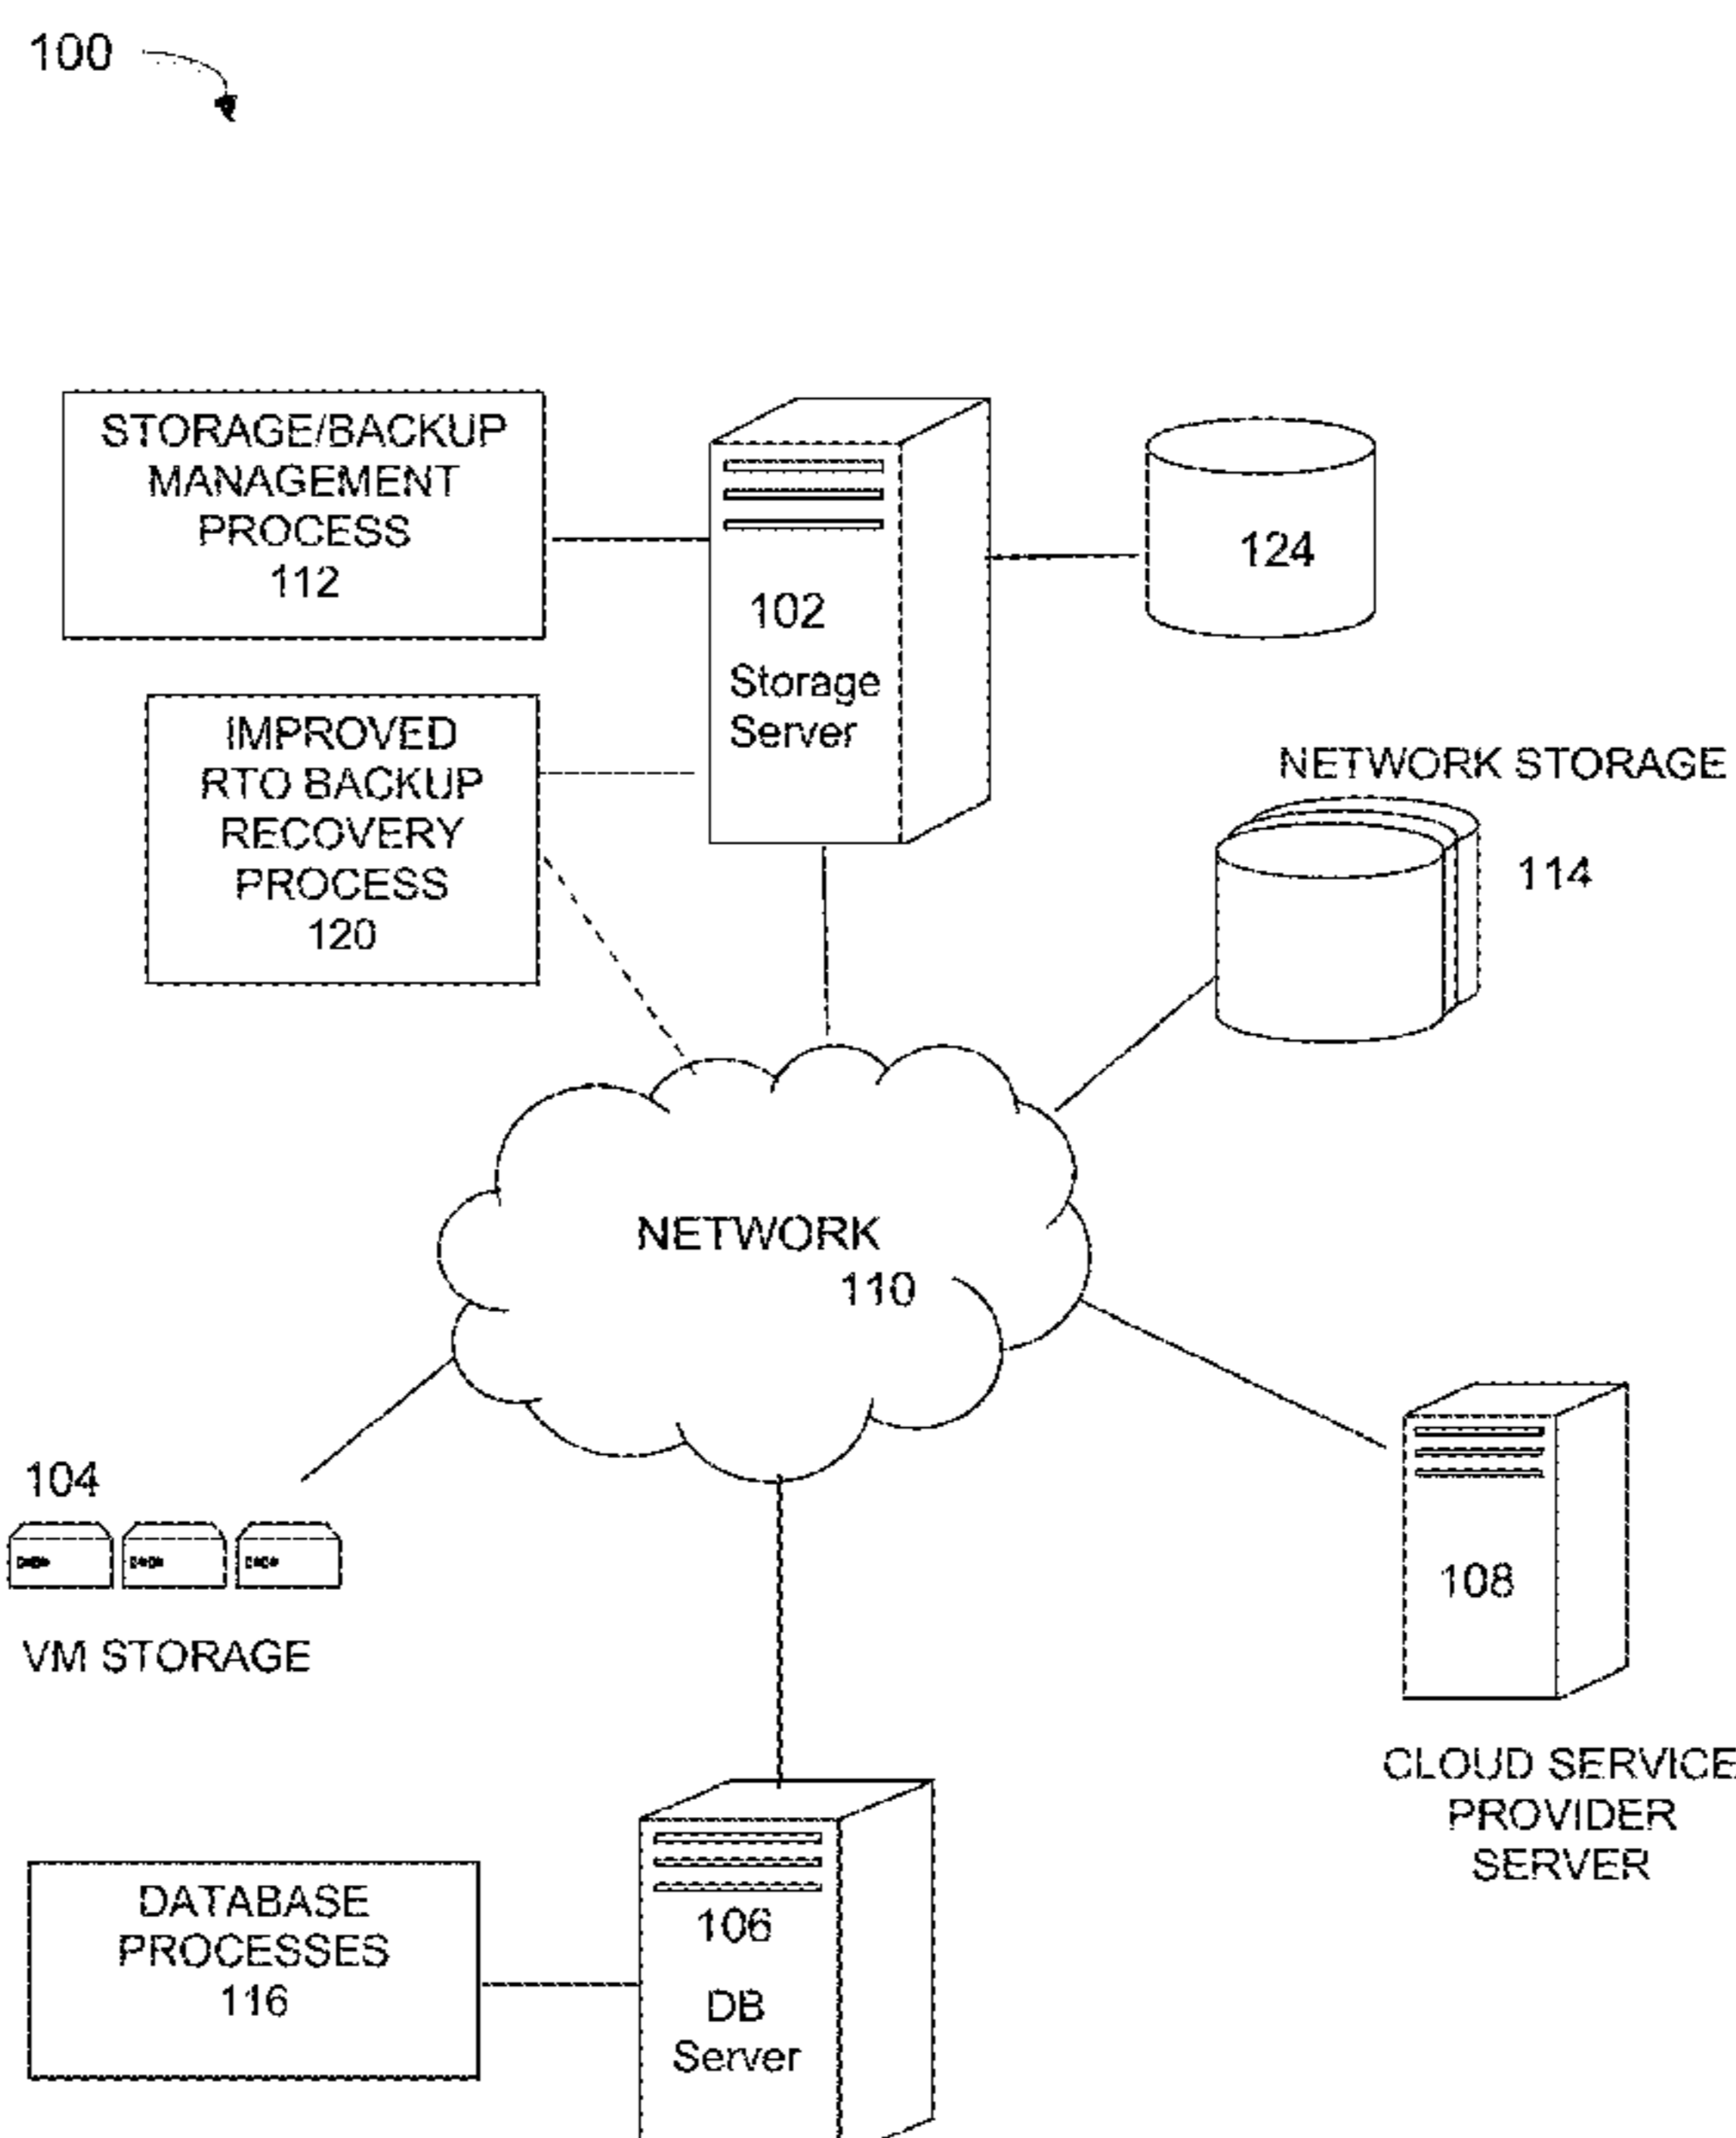 100
STORAGE/BACKUP
MANAGEMENT
PROCESS
112
102
Storage
Server
124
IMPROVED
RTO BACKUP
RECOVERY
PROCESS
120
NETWORK STORAGE
114
NETWORK
110
104
VM STORAGE
108
CLOUD SERVICE
PROVIDER
SERVER
DATABASE
PROCESSES
116
106
DB
Server